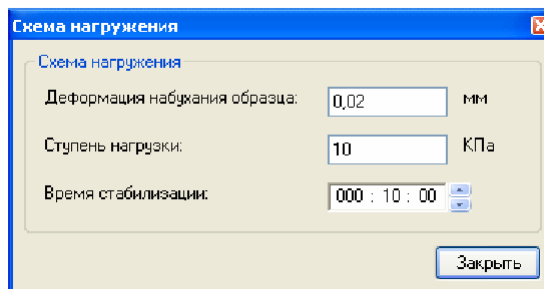 Схема нагружения
Схема нагружения
Деформация набухания образца: 0,02 мм
Ступень нагрузки: 10 КПа
Время стабилизации: 000 : 10 : 00
Закрыть